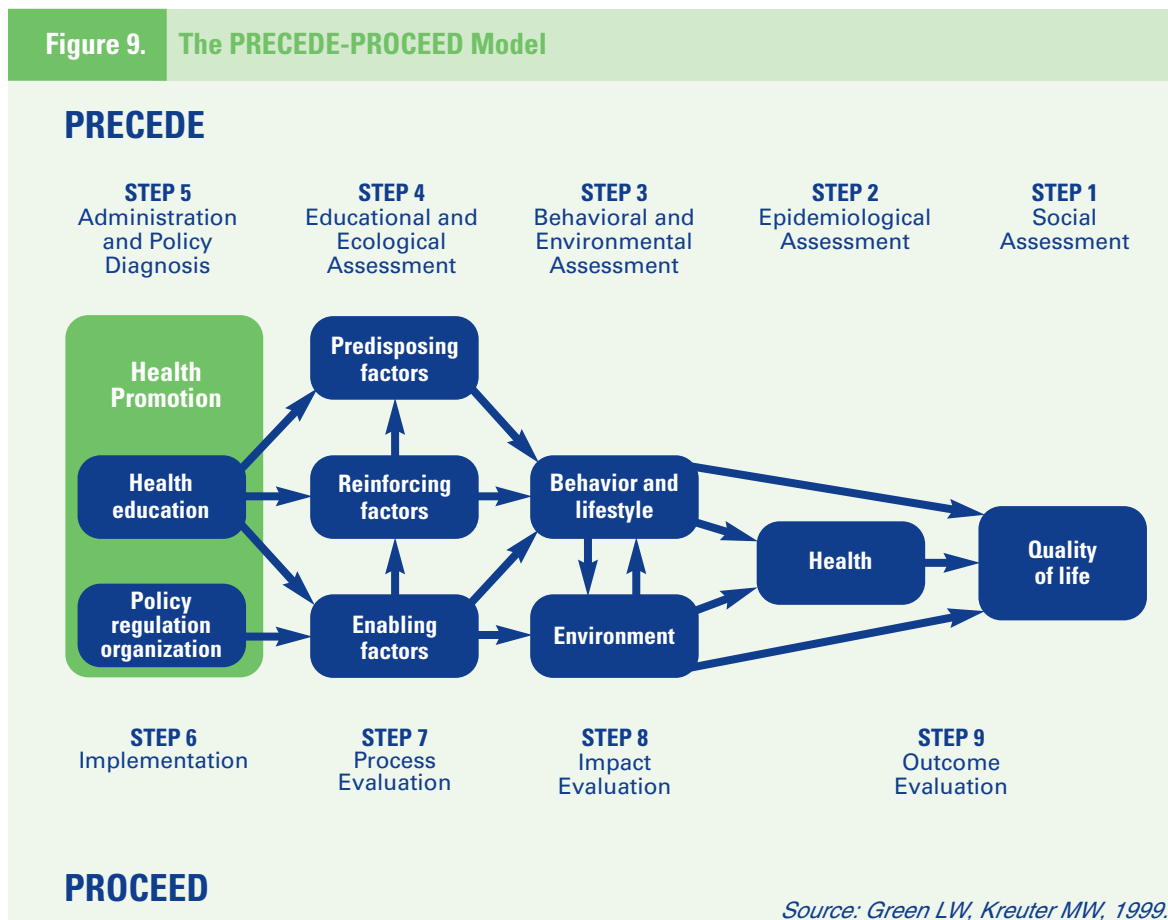 Figure 9.
The PRECEDE-PROCEED Model
PRECEDE
STEP 5
Administration
and Policy
Diagnosis
STEP 4
Educational and
Ecological
Assessment
STEP 3
Behavioral and
Environmental
Assessment
STEP 2
Epidemiological
Assessment
STEP 1
Social
Assessment
Health
Promotion
Health
education
Policy
regulation
organization
Predisposing
factors
Reinforcing
factors
Enabling
factors
Behavior and
lifestyle
Environment
Health
Quality
of life
STEP 6
Implementation
STEP 7
Process
Evaluation
STEP 8
Impact
Evaluation
STEP 9
Outcome
Evaluation
PROCEED
Source: Green LW, Kreuter MW, 1999.